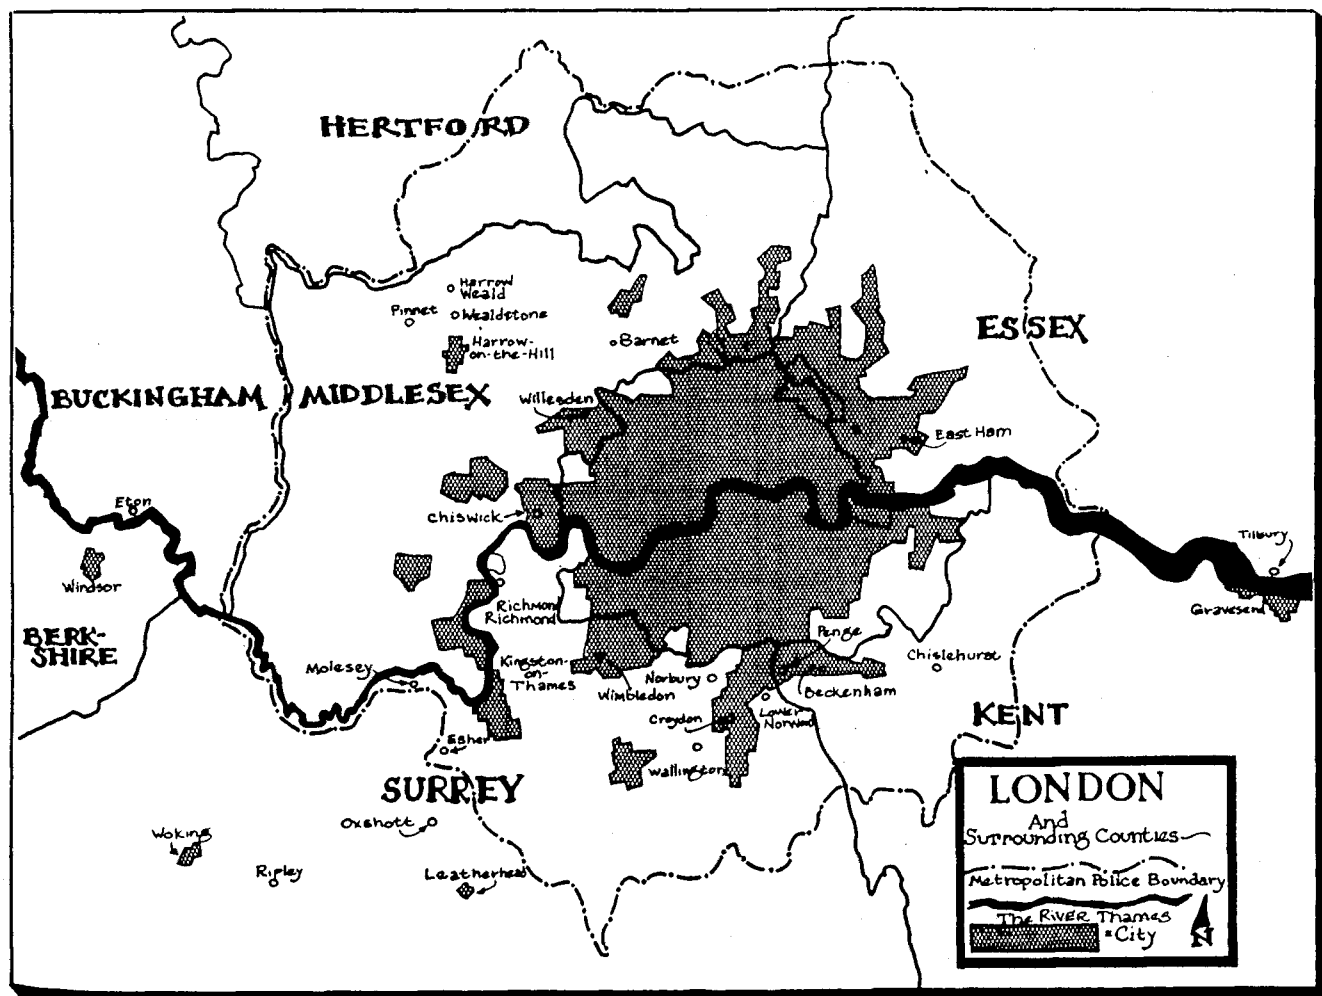 HERTFORD
Harrow
Weald
Pinnet
Wealdstone
Harrow-
on-the-Hill
Barnet
ESSEX
BUCKINGHAM
MIDDLESEX
Willesden
East Ham
Eton
Chiswick
Tilbury
Windsor
Richmon
Richmond
Gravesend
BERK-
SHIRE
Penge
Chislehurst
Molesey
Kingston-
on-
Thames
Norbury
Wimbledon
Beckenham
Croydon
Lower
Norwood
KENT
Esher
Wallington
SURREY
Oxshott
Woking
Ripley
Leatherhead
LONDON
And
Surrounding Counties
Metropolitan Police Boundary
The RIVER Thames
City
N